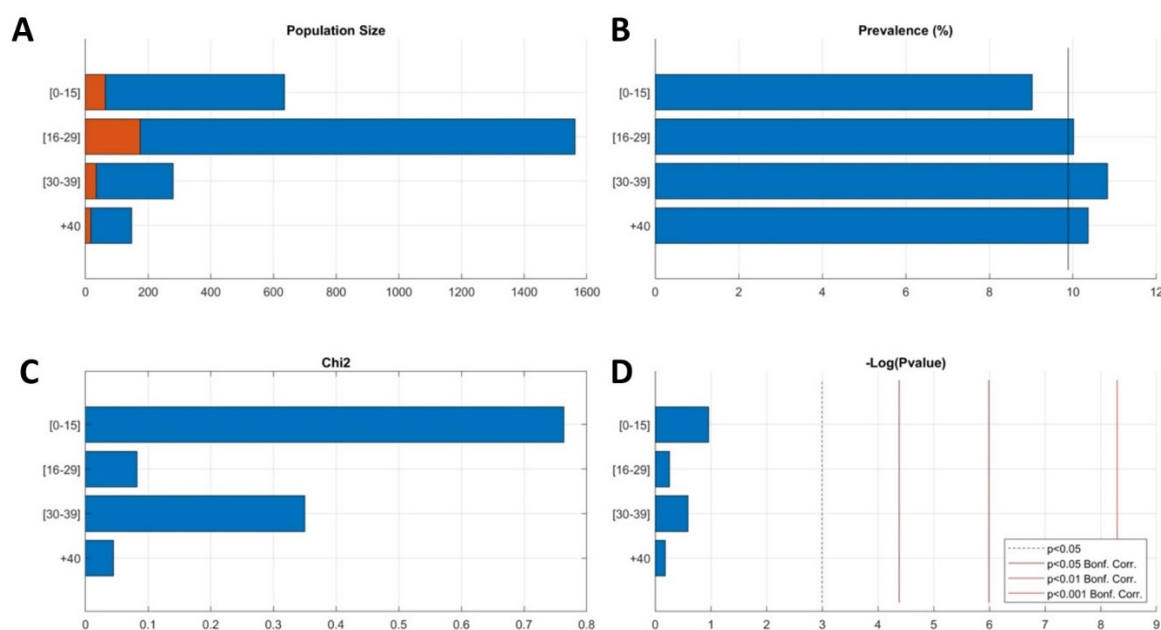 A
Population Size
[0-15]
[16-29]
[30-39]
+40
0 200 400 600 800 1000 1200 1400 1600
B
Prevalence (%)
[0-15]
[16-29]
[30-39]
+40
0 2 4 6 8 10 12
C
Chi2
[0-15]
[16-29]
[30-39]
+40
0 0.1 0.2 0.3 0.4 0.5 0.6 0.7 0.8
D
-Log(Pvalue)
[0-15]
[16-29]
[30-39]
+40
p<0.05
p<0.05 Bonf. Corr.
p<0.01 Bonf. Corr.
p<0.001 Bonf. Corr.
0 1 2 3 4 5 6 7 8 9